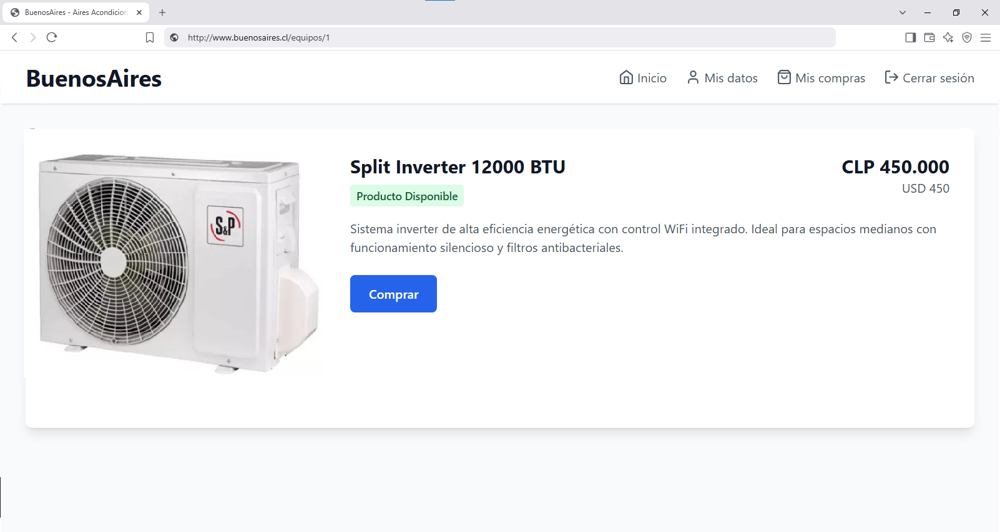 BuenosAires - Aires Acondicion
http://www.buenosaires.cl/equipos/1
BuenosAires
Inicio
Mis datos
Mis compras
Cerrar sesión
S&P
Split Inverter 12000 BTU
CLP 450.000
Producto Disponible
USD 450
Sistema inverter de alta eficiencia energética con control WiFi integrado. Ideal para espacios medianos con
funcionamiento silencioso y filtros antibacteriales.
Comprar